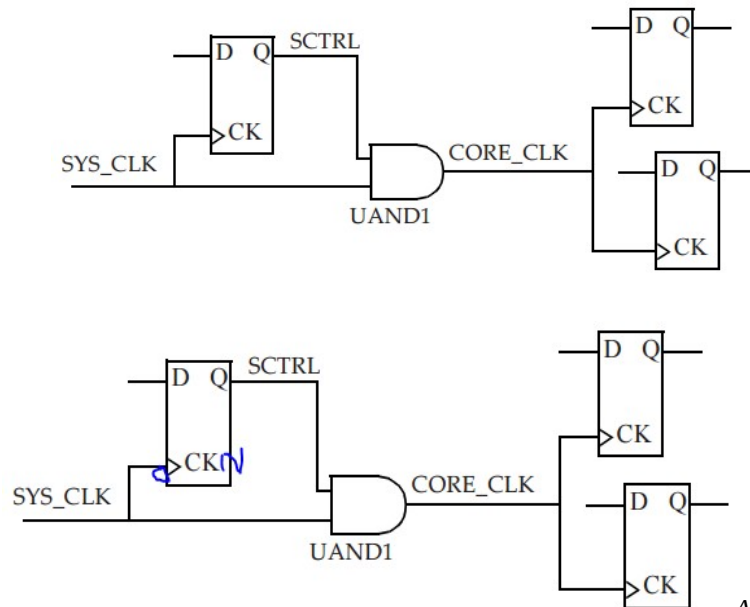 SCTRL
D Q
D Q
CK
CK
SYS_CLK
CORE_CLK
D Q
UAND1
CK
SCTRL
D Q
D Q
CKN
CK
SYS_CLK
CORE_CLK
D Q
UAND1
CK